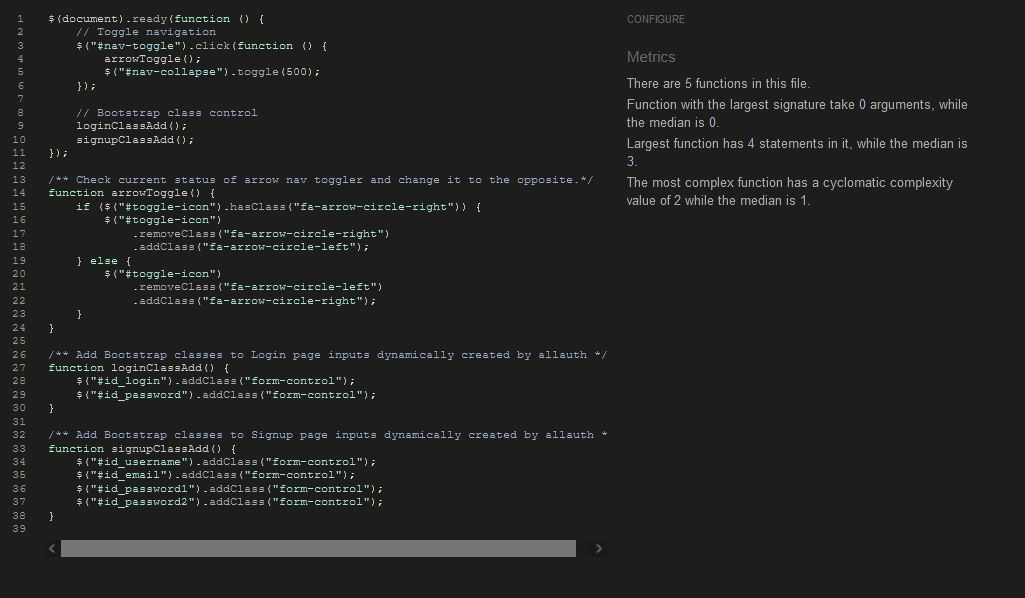 1 $(document).ready(function () {
2 // Toggle navigation
3 $("#nav-toggle").click(function () {
4 arrowToggle();
5 $("#nav-collapse").toggle(500);
6 });
7
8 // Bootstrap class control
9 loginClassAdd();
10 signupClassAdd();
11 });
12
13 /** Check current status of arrow nav toggler and change it to the opposite.*/
14 function arrowToggle() {
15 if ($("#toggle-icon").hasClass("fa-arrow-circle-right")) {
16 $("#toggle-icon")
17 .removeClass("fa-arrow-circle-right")
18 .addClass("fa-arrow-circle-left");
19 } else {
20 $("#toggle-icon")
21 .removeClass("fa-arrow-circle-left")
22 .addClass("fa-arrow-circle-right");
23 }
24 }
25
26 /** Add Bootstrap classes to Login page inputs dynamically created by allauth */
27 function loginClassAdd() {
28 $("#id_login").addClass("form-control");
29 $("#id_password").addClass("form-control");
30 }
31
32 /** Add Bootstrap classes to Signup page inputs dynamically created by allauth *
33 function signupClassAdd() {
34 $("#id_username").addClass("form-control");
35 $("#id_email").addClass("form-control");
36 $("#id_password1").addClass("form-control");
37 $("#id_password2").addClass("form-control");
38 }
39
CONFIGURE
Metrics
There are 5 functions in this file.
Function with the largest signature take 0 arguments, while
the median is 0.
Largest function has 4 statements in it, while the median is
3.
The most complex function has a cyclomatic complexity
value of 2 while the median is 1.